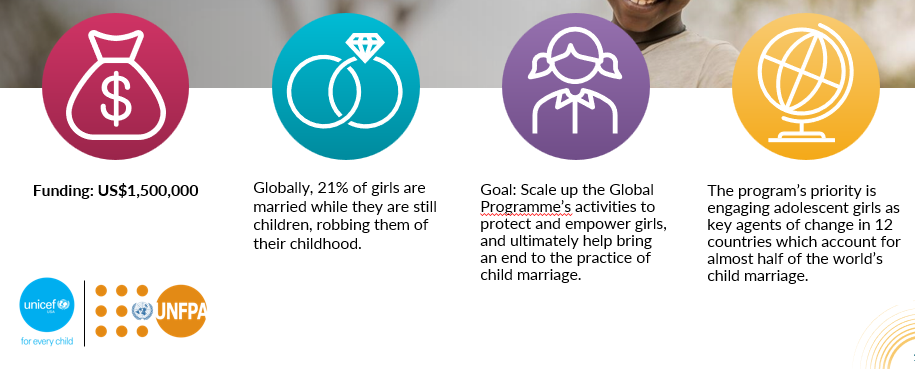 $
Funding: US$1,500,000
Globally, 21% of girls are
married while they are still
children, robbing them of
their childhood.
Goal: Scale up the Global
Programme’s activities to
protect and empower girls,
and ultimately help bring
an end to the practice of
child marriage.
The program’s priority is
engaging adolescent girls as
key agents of change in 12
countries which account for
almost half of the world’s
child marriage.
unicef
USA
for every child
UNFPA